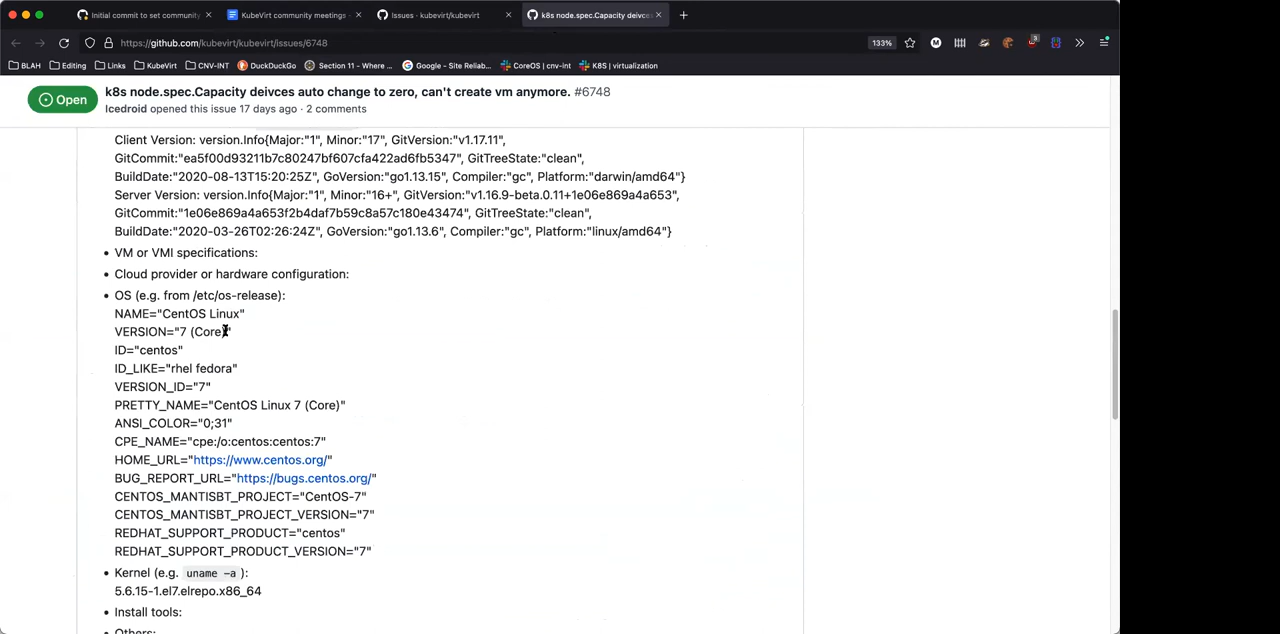 Initial commit to set community
KubeVirt community meetings -
Issues · kubevirt/kubevirt
k8s node.spec.Capacity deivces
https://github.com/kubevirt/kubevirt/issues/6748
133%
3
BLAH
Editing
Links
KubeVirt
CNV-INT
DuckDuckGo
Section 11 – Where ...
Google - Site Reliab...
CoreOS | cnv-int
K8S | virtualization
Open
k8s node.spec.Capacity deivces auto change to zero, can't create vm anymore. #6748
Icedroid opened this issue 17 days ago · 2 comments
Client Version: version.Info{Major:"1", Minor:"17", GitVersion:"v1.17.11",
GitCommit:"ea5f00d93211b7c80247bf607cfa422ad6fb5347", GitTreeState:"clean",
BuildDate:"2020-08-13T15:20:25Z", GoVersion:"go1.13.15", Compiler:"gc", Platform:"darwin/amd64"}
Server Version: version.Info{Major:"1", Minor:"16+", GitVersion:"v1.16.9-beta.0.11+1e06e869a4a653",
GitCommit:"1e06e869a4a653f2b4daf7b59c8a57c180e43474", GitTreeState:"clean",
BuildDate:"2020-03-26T02:26:24Z", GoVersion:"go1.13.6", Compiler:"gc", Platform:"linux/amd64"}
• VM or VMI specifications:
• Cloud provider or hardware configuration:
• OS (e.g. from /etc/os-release):
NAME="CentOS Linux"
VERSION="7 (Core)"
ID="centos"
ID_LIKE="rhel fedora"
VERSION_ID="7"
PRETTY_NAME="CentOS Linux 7 (Core)"
ANSI_COLOR="0;31"
CPE_NAME="cpe:/o:centos:centos:7"
HOME_URL="https://www.centos.org/"
BUG_REPORT_URL="https://bugs.centos.org/"
CENTOS_MANTISBT_PROJECT="CentOS-7"
CENTOS_MANTISBT_PROJECT_VERSION="7"
REDHAT_SUPPORT_PRODUCT="centos"
REDHAT_SUPPORT_PRODUCT_VERSION="7"
• Kernel (e.g. uname -a ):
5.6.15-1.el7.elrepo.x86_64
• Install tools:
Others: